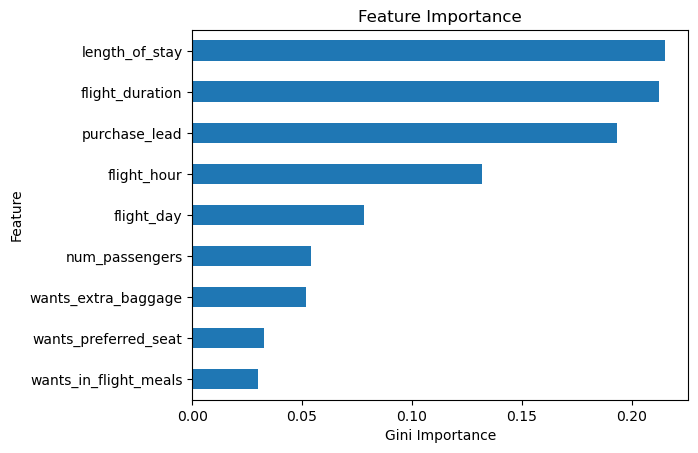 Feature Importance
length_of_stay
flight_duration
purchase_lead
flight_hour
flight_day
num_passengers
wants_extra_baggage
wants_preferred_seat
wants_in_flight_meals
Feature
0.00 0.05 0.10 0.15 0.20
Gini Importance